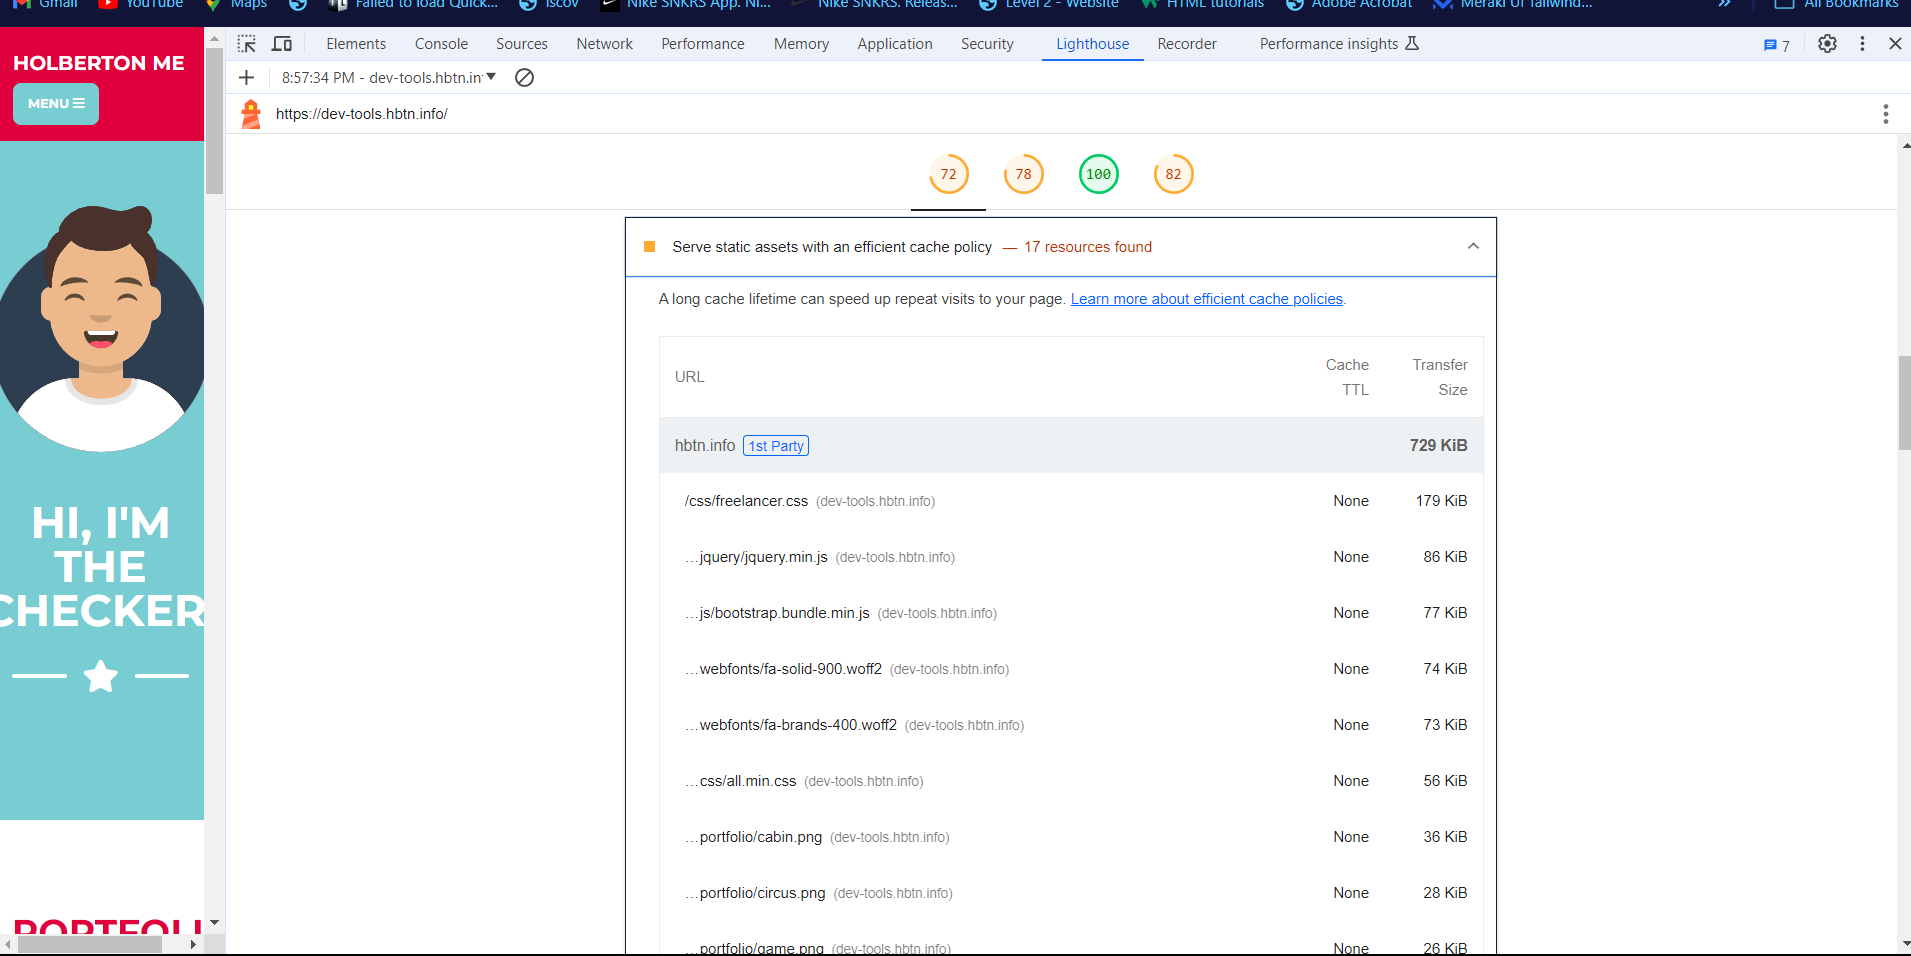 Gmail YouTube Maps Failed to load Quick... Iscov Nike SNKRS App. Ni... Nike SNKRS. Releas... Level 2 - Website HTML tutorials Adobe Acrobat Meraki UI Tailwind... » All Bookmarks
Elements Console Sources Network Performance Memory Application Security Lighthouse Recorder Performance insights 7
8:57:34 PM - dev-tools.hbtn.in
https://dev-tools.hbtn.info/
72 78 100 82
HOLBERTON ME
MENU
HI, I'M
THE
CHECKER
PORTFOLI
Serve static assets with an efficient cache policy — 17 resources found
A long cache lifetime can speed up repeat visits to your page. Learn more about efficient cache policies.
URL Cache TTL Transfer Size
hbtn.info 1st Party 729 KiB
/css/freelancer.css (dev-tools.hbtn.info) None 179 KiB
…jquery/jquery.min.js (dev-tools.hbtn.info) None 86 KiB
…js/bootstrap.bundle.min.js (dev-tools.hbtn.info) None 77 KiB
…webfonts/fa-solid-900.woff2 (dev-tools.hbtn.info) None 74 KiB
…webfonts/fa-brands-400.woff2 (dev-tools.hbtn.info) None 73 KiB
…css/all.min.css (dev-tools.hbtn.info) None 56 KiB
…portfolio/cabin.png (dev-tools.hbtn.info) None 36 KiB
…portfolio/circus.png (dev-tools.hbtn.info) None 28 KiB
…portfolio/game.png (dev-tools.hbtn.info) None 26 KiB